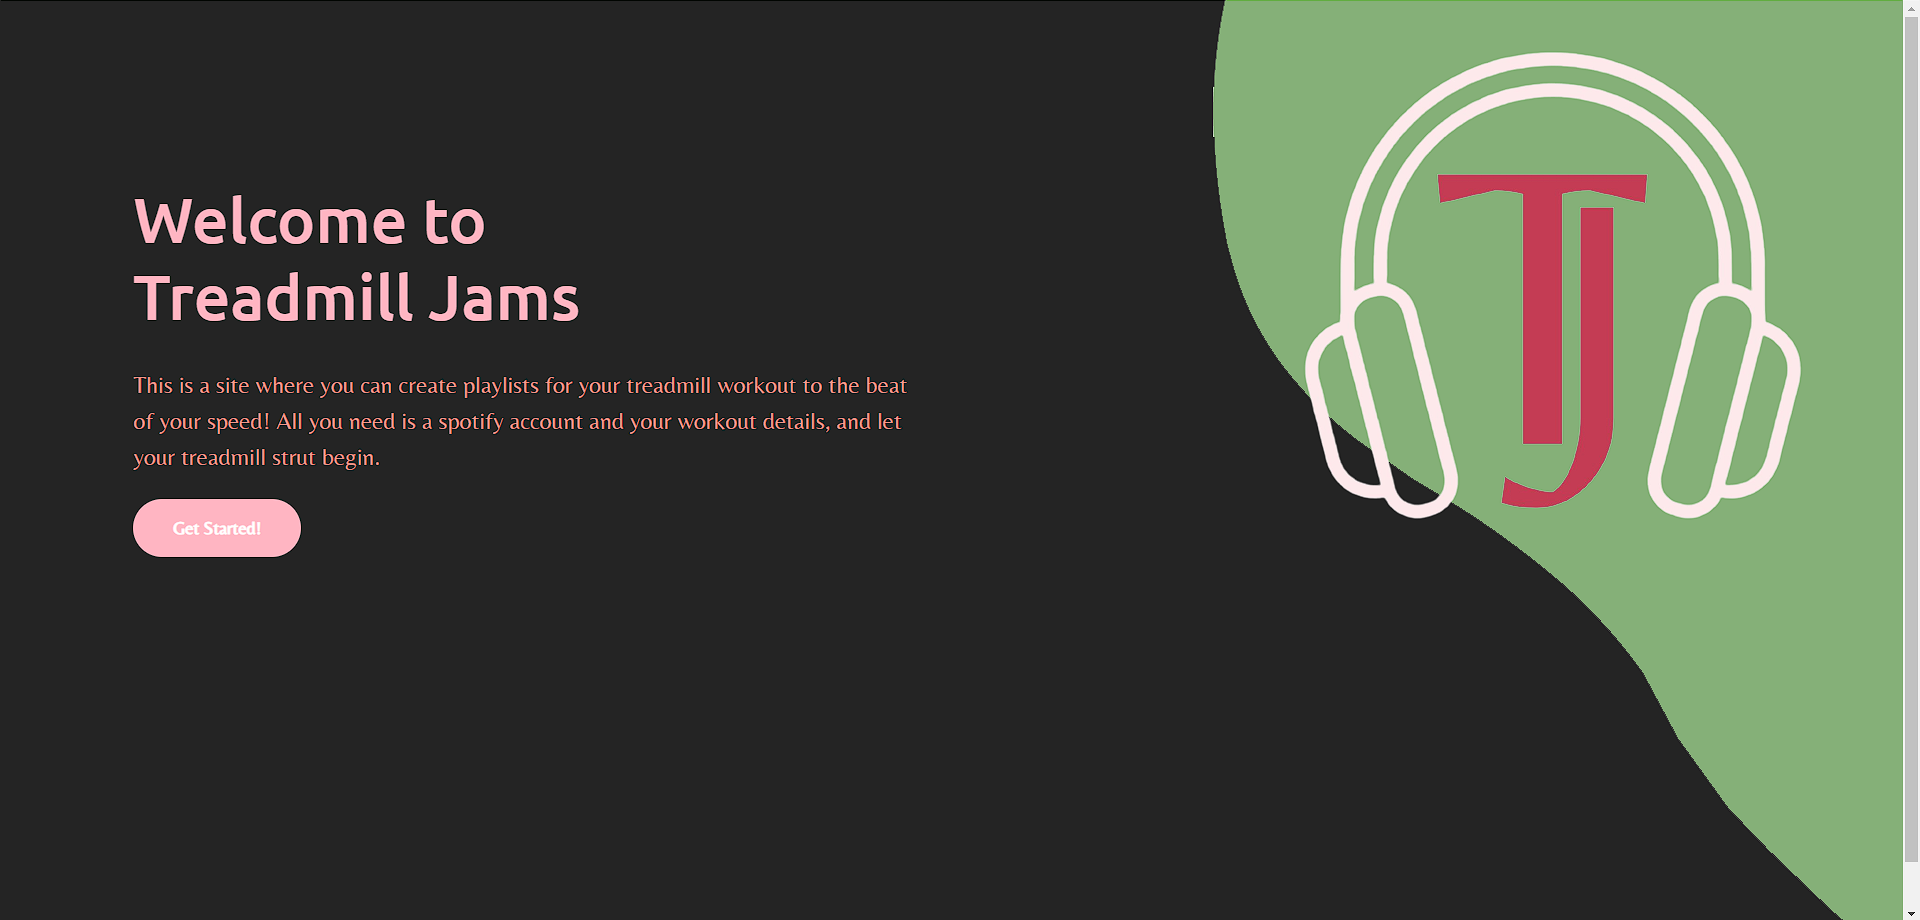 Welcome to
Treadmill Jams
This is a site where you can create playlists for your treadmill workout to the beat
of your speed! All you need is a spotify account and your workout details, and let
your treadmill strut begin.
Get Started!
TJ